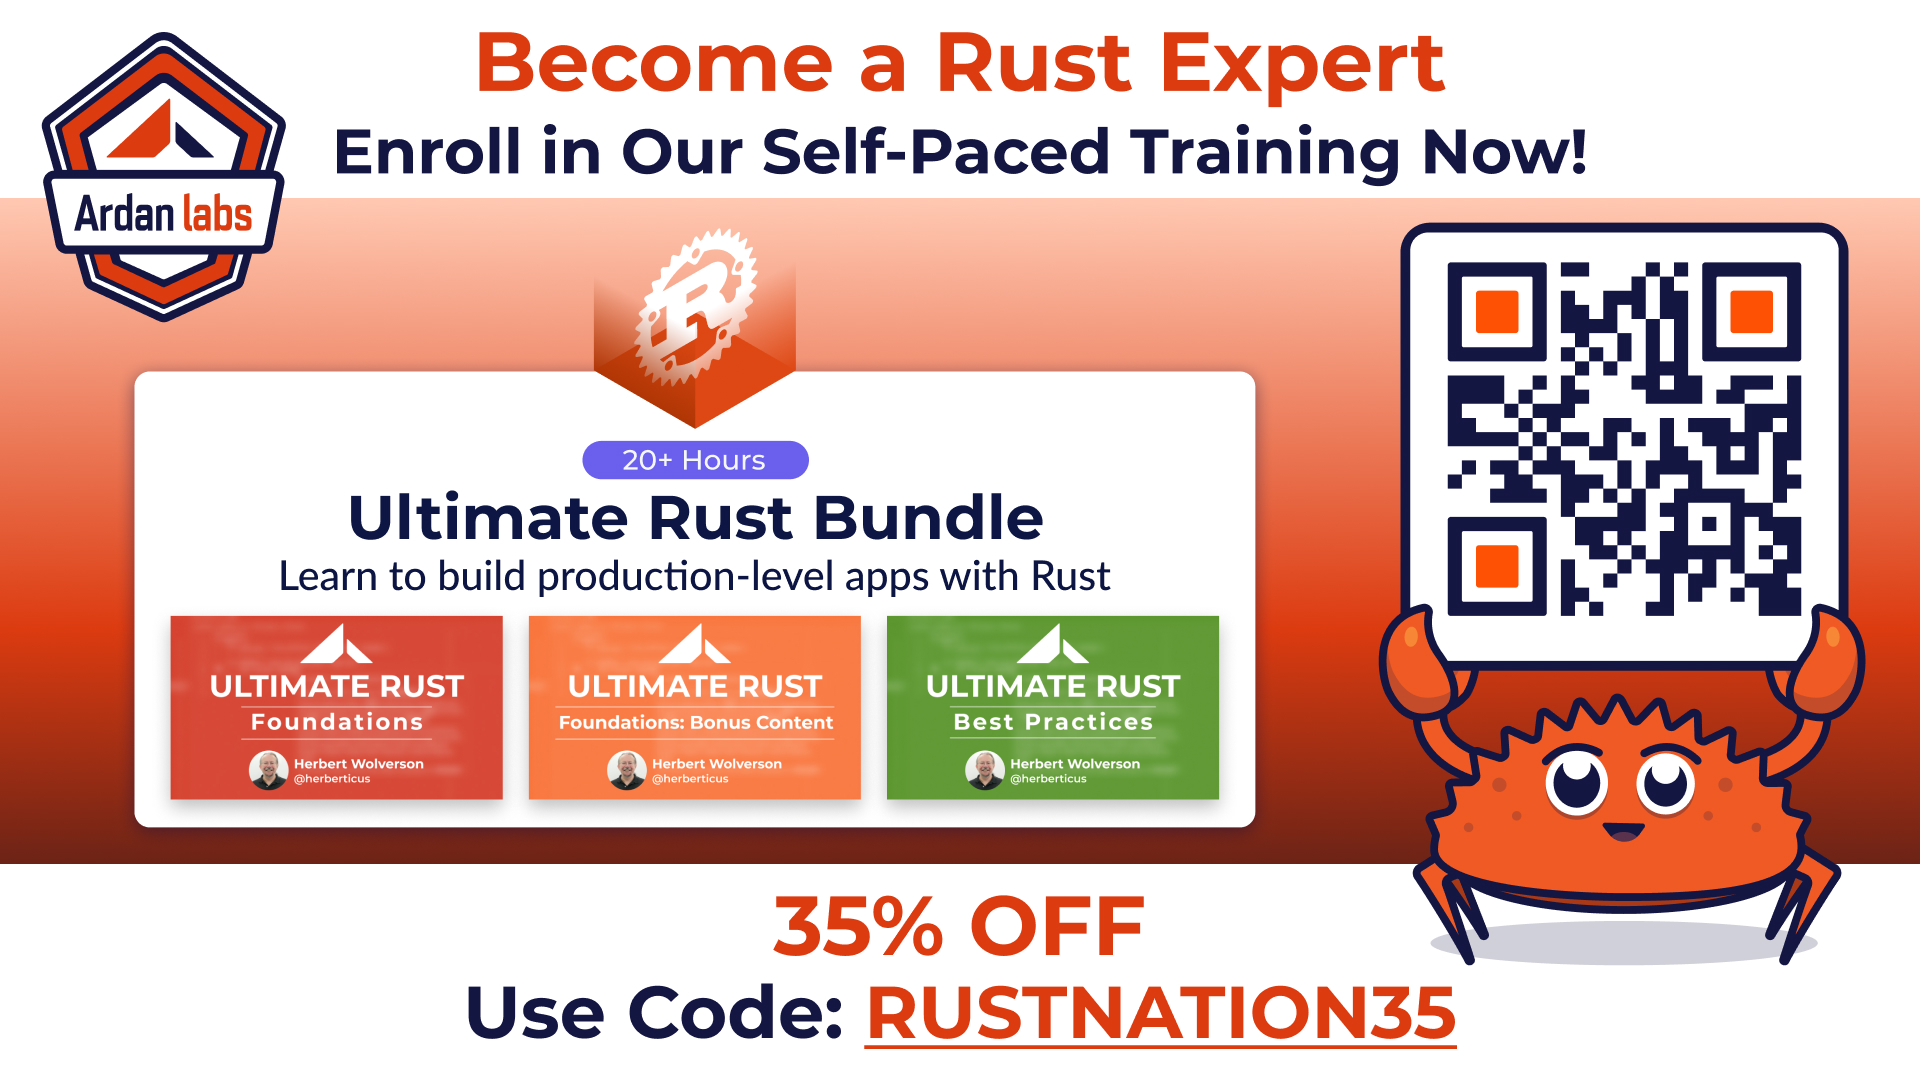 Become a Rust Expert
Enroll in Our Self-Paced Training Now!
Ardan labs
R
20+ Hours
Ultimate Rust Bundle
Learn to build production-level apps with Rust
ULTIMATE RUST
Foundations
Herbert Wolverson
@herberticus
ULTIMATE RUST
Foundations: Bonus Content
Herbert Wolverson
@herberticus
ULTIMATE RUST
Best Practices
Herbert Wolverson
@herberticus
35% OFF
Use Code: RUSTNATION35